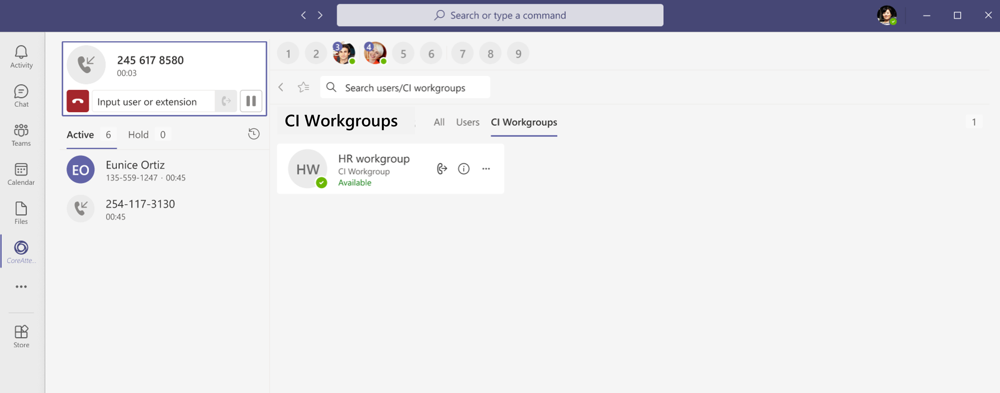 Search or type a command
Activity
Chat
Teams
Calendar
Files
CoreAtte...
Store
245 617 8580
00:03
Input user or extension
Active 6 Hold 0
EO
Eunice Ortiz
135-559-1247 · 00:45
254-117-3130
00:45
1 2 3 4 5 6 7 8 9
Search users/CI workgroups
CI Workgroups All Users CI Workgroups 1
HW
HR workgroup
CI Workgroup
Available